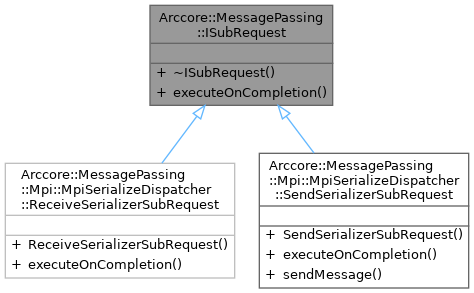 Arccore::MessagePassing
::ISubRequest
+ ~ISubRequest()
+ executeOnCompletion()
Arccore::MessagePassing
::Mpi::MpiSerializeDispatcher
::ReceiveSerializerSubRequest
+ ReceiveSerializerSubRequest()
+ executeOnCompletion()
Arccore::MessagePassing
::Mpi::MpiSerializeDispatcher
::SendSerializerSubRequest
+ SendSerializerSubRequest()
+ executeOnCompletion()
+ sendMessage()